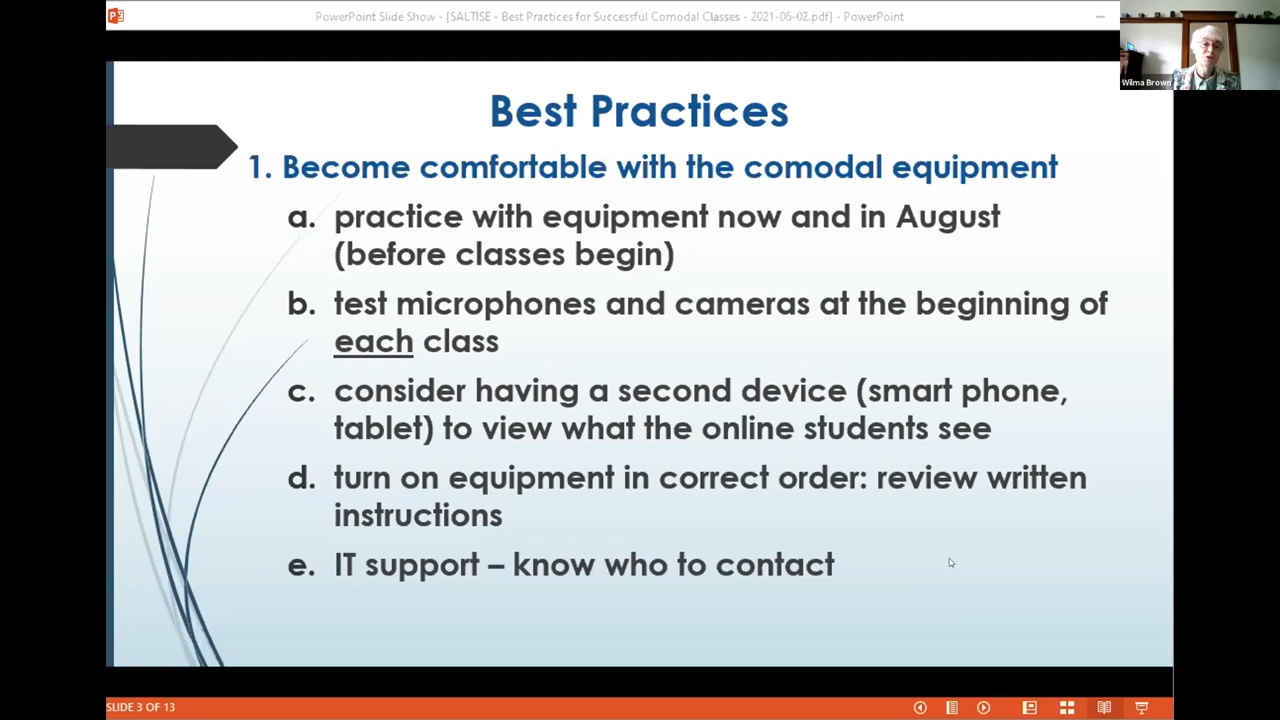 PowerPoint Slide Show - [SALTISE - Best Practices for Successful Comodal Classes - 2021-06-02.pdf] - PowerPoint
Wilma Brown
Best Practices
1. Become comfortable with the comodal equipment
a. practice with equipment now and in August
(before classes begin)
b. test microphones and cameras at the beginning of
each class
c. consider having a second device (smart phone,
tablet) to view what the online students see
d. turn on equipment in correct order: review written
instructions
e. IT support – know who to contact
SLIDE 3 OF 13